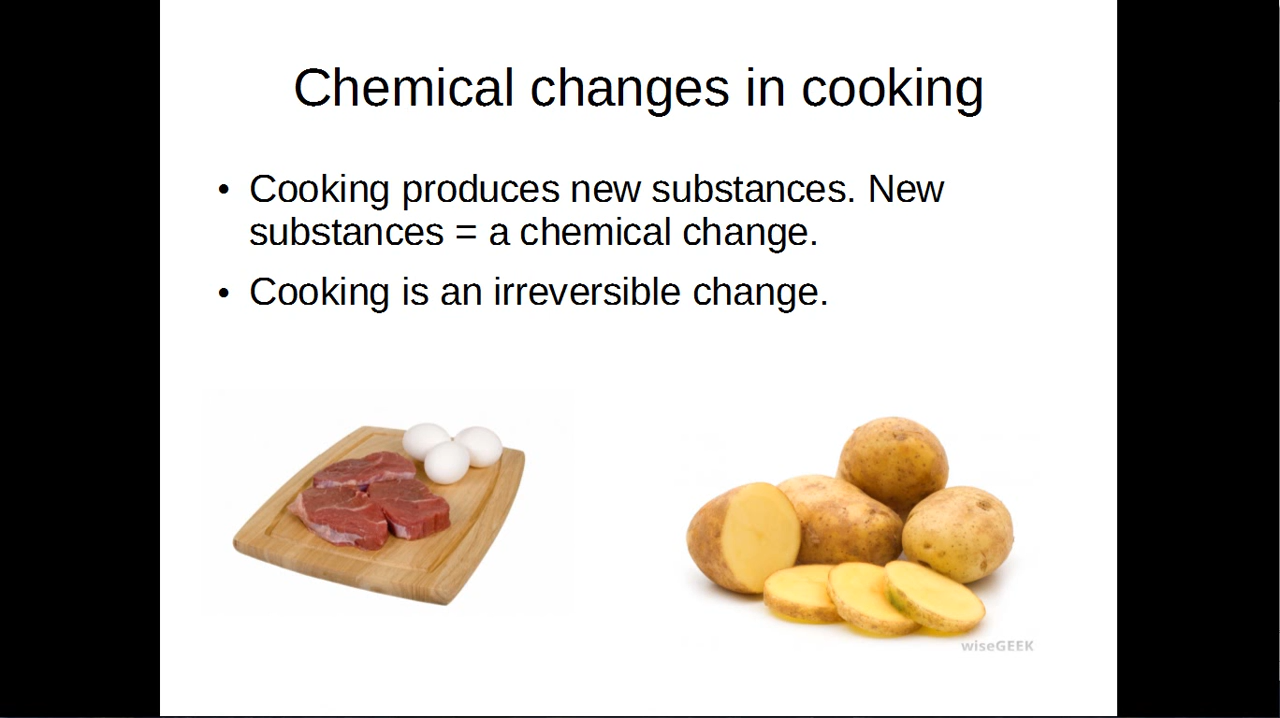 Chemical changes in cooking
• Cooking produces new substances. New
substances = a chemical change.
• Cooking is an irreversible change.
wiseGEEK